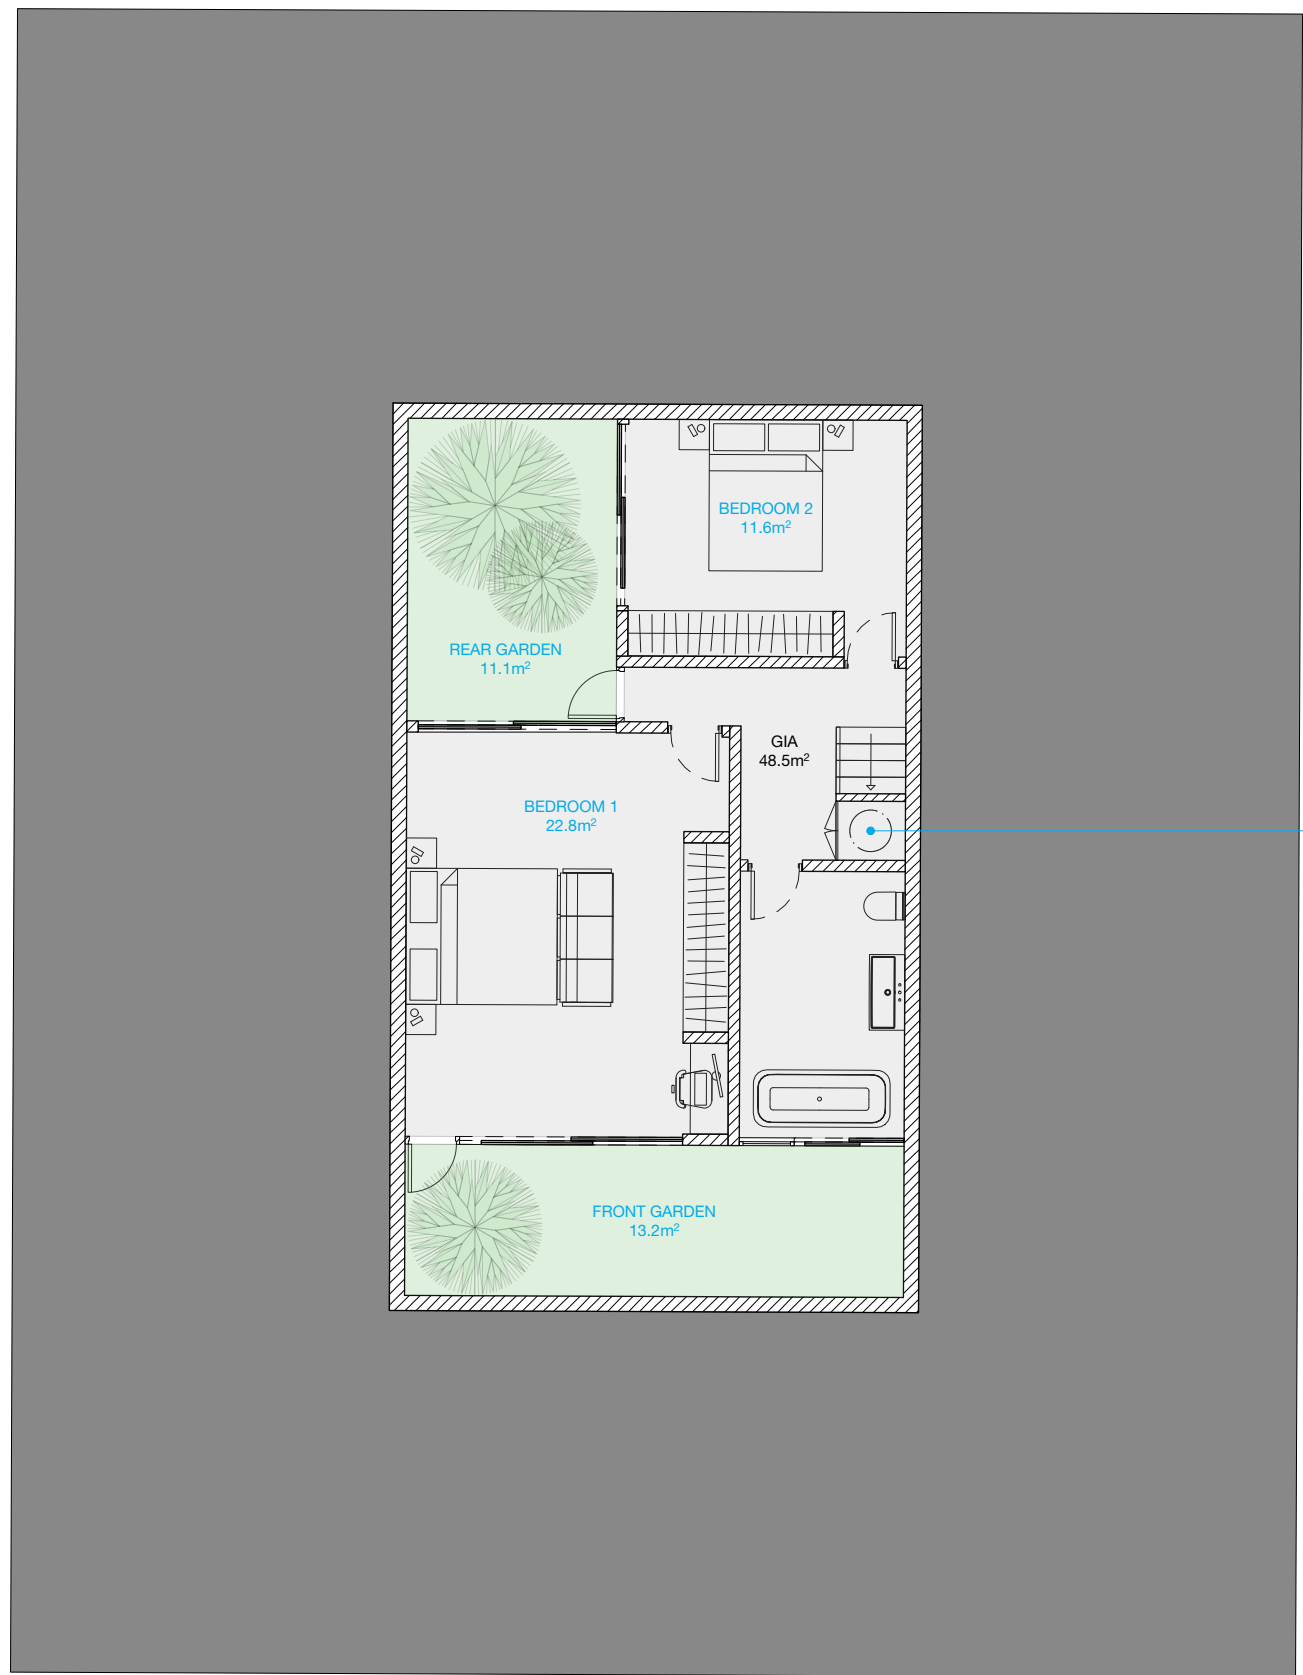 BEDROOM 2
11.6m²
REAR GARDEN
11.1m²
GIA
48.5m²
BEDROOM 1
22.8m²
FRONT GARDEN
13.2m²